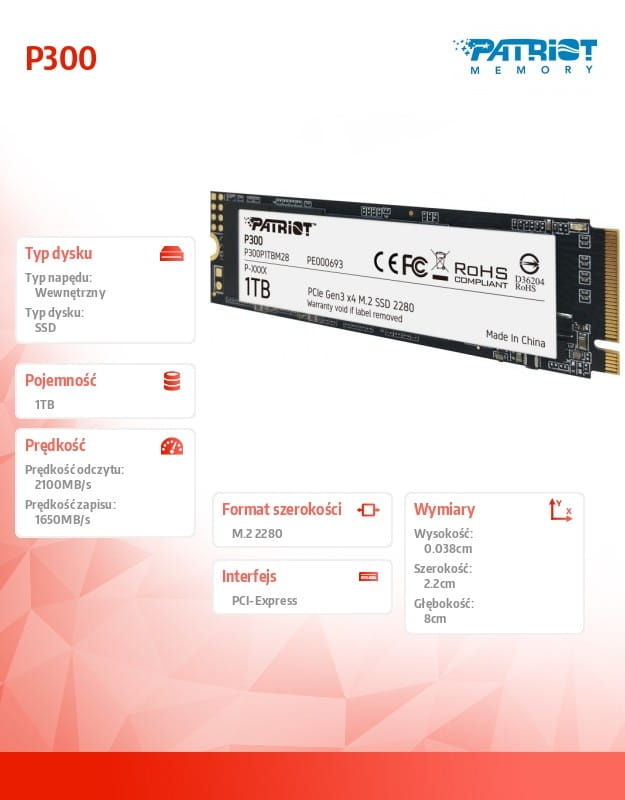 P300
PATRIOT
MEMORY
PATRIOT
P300
P300P1TBM28 PE000693
P-XXXX
1TB
PCIe Gen3 x4 M.2 SSD 2280
Warranty void if label removed
CE FC
RoHS
COMPLIANT
D36204
RoHS
Made In China
Typ dysku
Typ napędu:
Wewnętrzny
Typ dysku:
SSD
Pojemność
1TB
Prędkość
Prędkość odczytu:
2100MB/s
Prędkość zapisu:
1650MB/s
Format szerokości
M.2 2280
Interfejs
PCI-Express
Wymiary
Y
X
Wysokość:
0.038cm
Szerokość:
2.2cm
Głębokość:
8cm